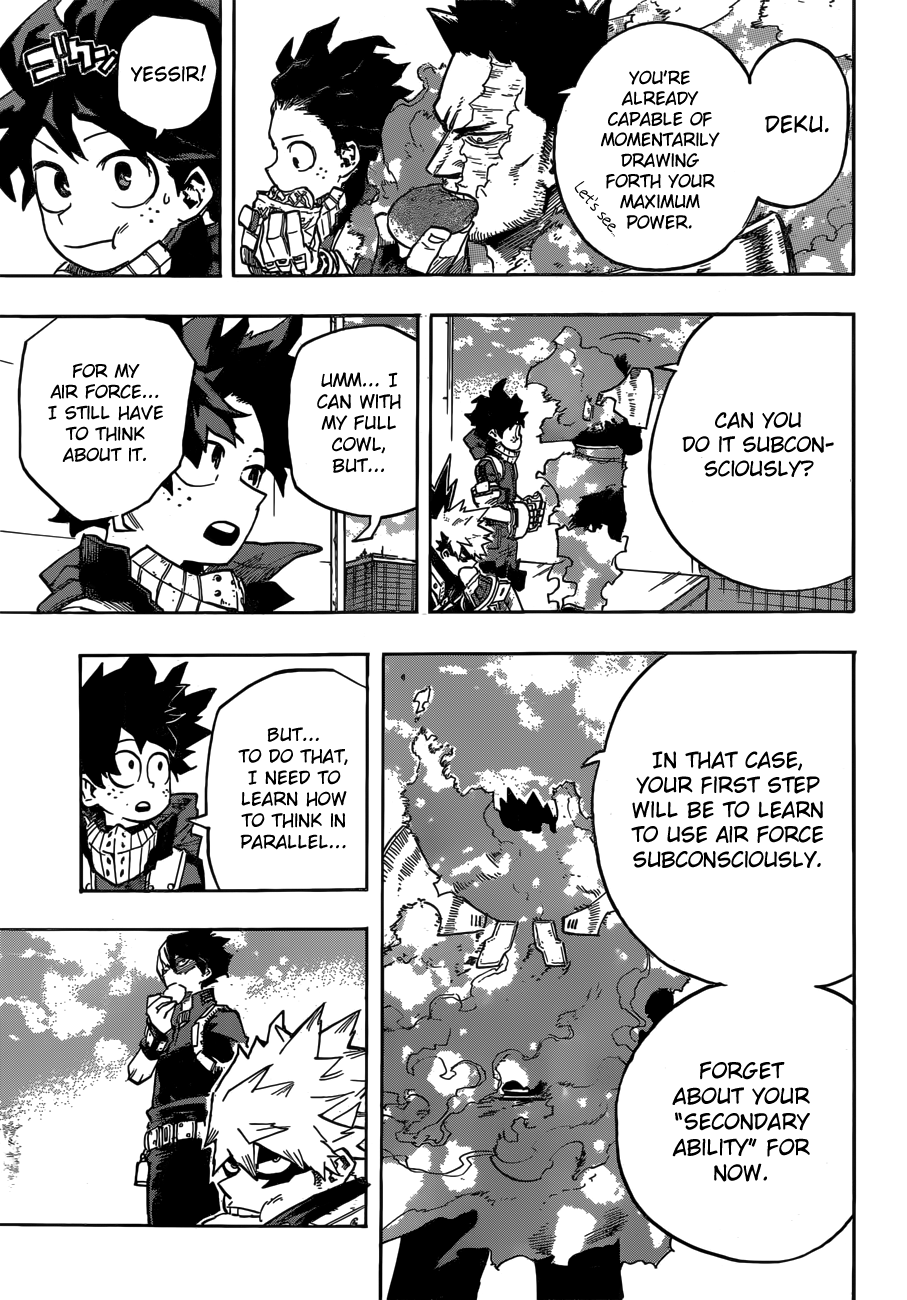 DEKU.
YOU'RE
ALREADY
CAPABLE OF
MOMENTARILY
DRAWING
FORTH YOUR
MAXIMUM
POWER.
Let's see
YESSIR!
ゴクン
CAN YOU
DO IT SUBCON-
SCIOUSLY?
UMM... I
CAN WITH
MY FULL
COWL,
BUT...
FOR MY
AIR FORCE...
I STILL HAVE
TO THINK
ABOUT IT.
IN THAT CASE,
YOUR FIRST STEP
WILL BE TO LEARN
TO USE AIR FORCE
SUBCONSCIOUSLY.
FORGET
ABOUT YOUR
“SECONDARY
ABILITY” FOR
NOW.
BUT...
TO DO THAT,
I NEED TO
LEARN HOW
TO THINK IN
PARALLEL...